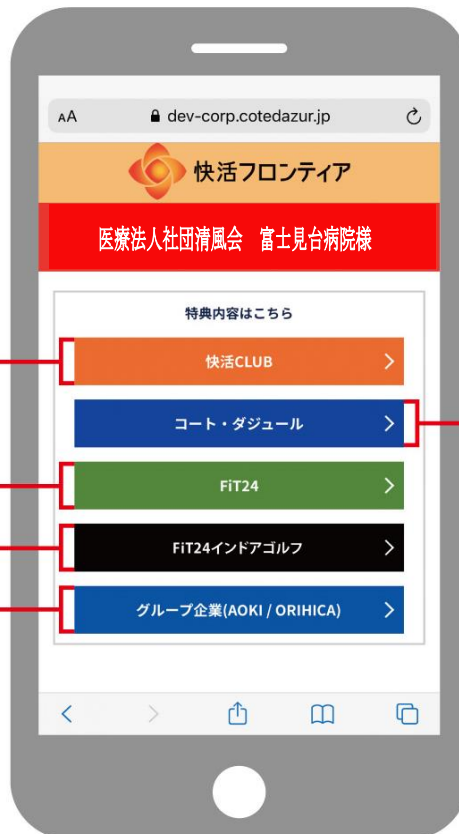 AA dev-corp.cotedazur.jp
快活フロンティア
医療法人社団清風会 富士見台病院様
特典内容はこちら
快活CLUB
コート・ダジュール
FiT24
FiT24インドアゴルフ
グループ企業(AOKI / ORIHICA)